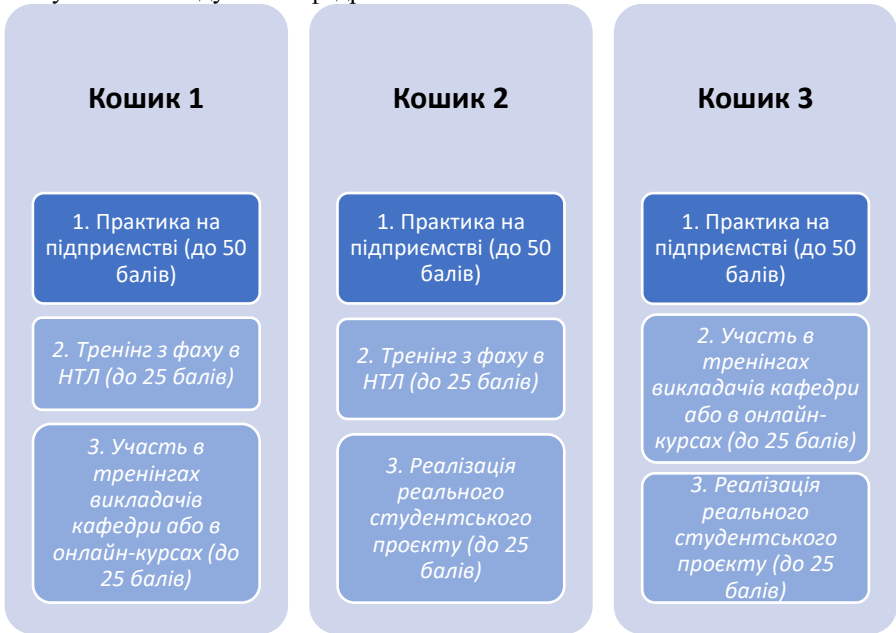 Кошик 1
1. Практика на
підприємстві (до 50
балів)
2. Тренінг з фаху в
НТЛ (до 25 балів)
3. Участь в
тренінгах
викладачів
кафедри або в
онлайн-курсах (до
25 балів)
Кошик 2
1. Практика на
підприємстві (до 50
балів)
2. Тренінг з фаху в
НТЛ (до 25 балів)
3. Реалізація
реального
студентського
проєкту (до 25
балів)
Кошик 3
1. Практика на
підприємстві (до 50
балів)
2. Участь в
тренінгах
викладачів кафедри
або в онлайн-
курсах (до 25 балів)
3. Реалізація
реального
студентського
проєкту (до 25
балів)